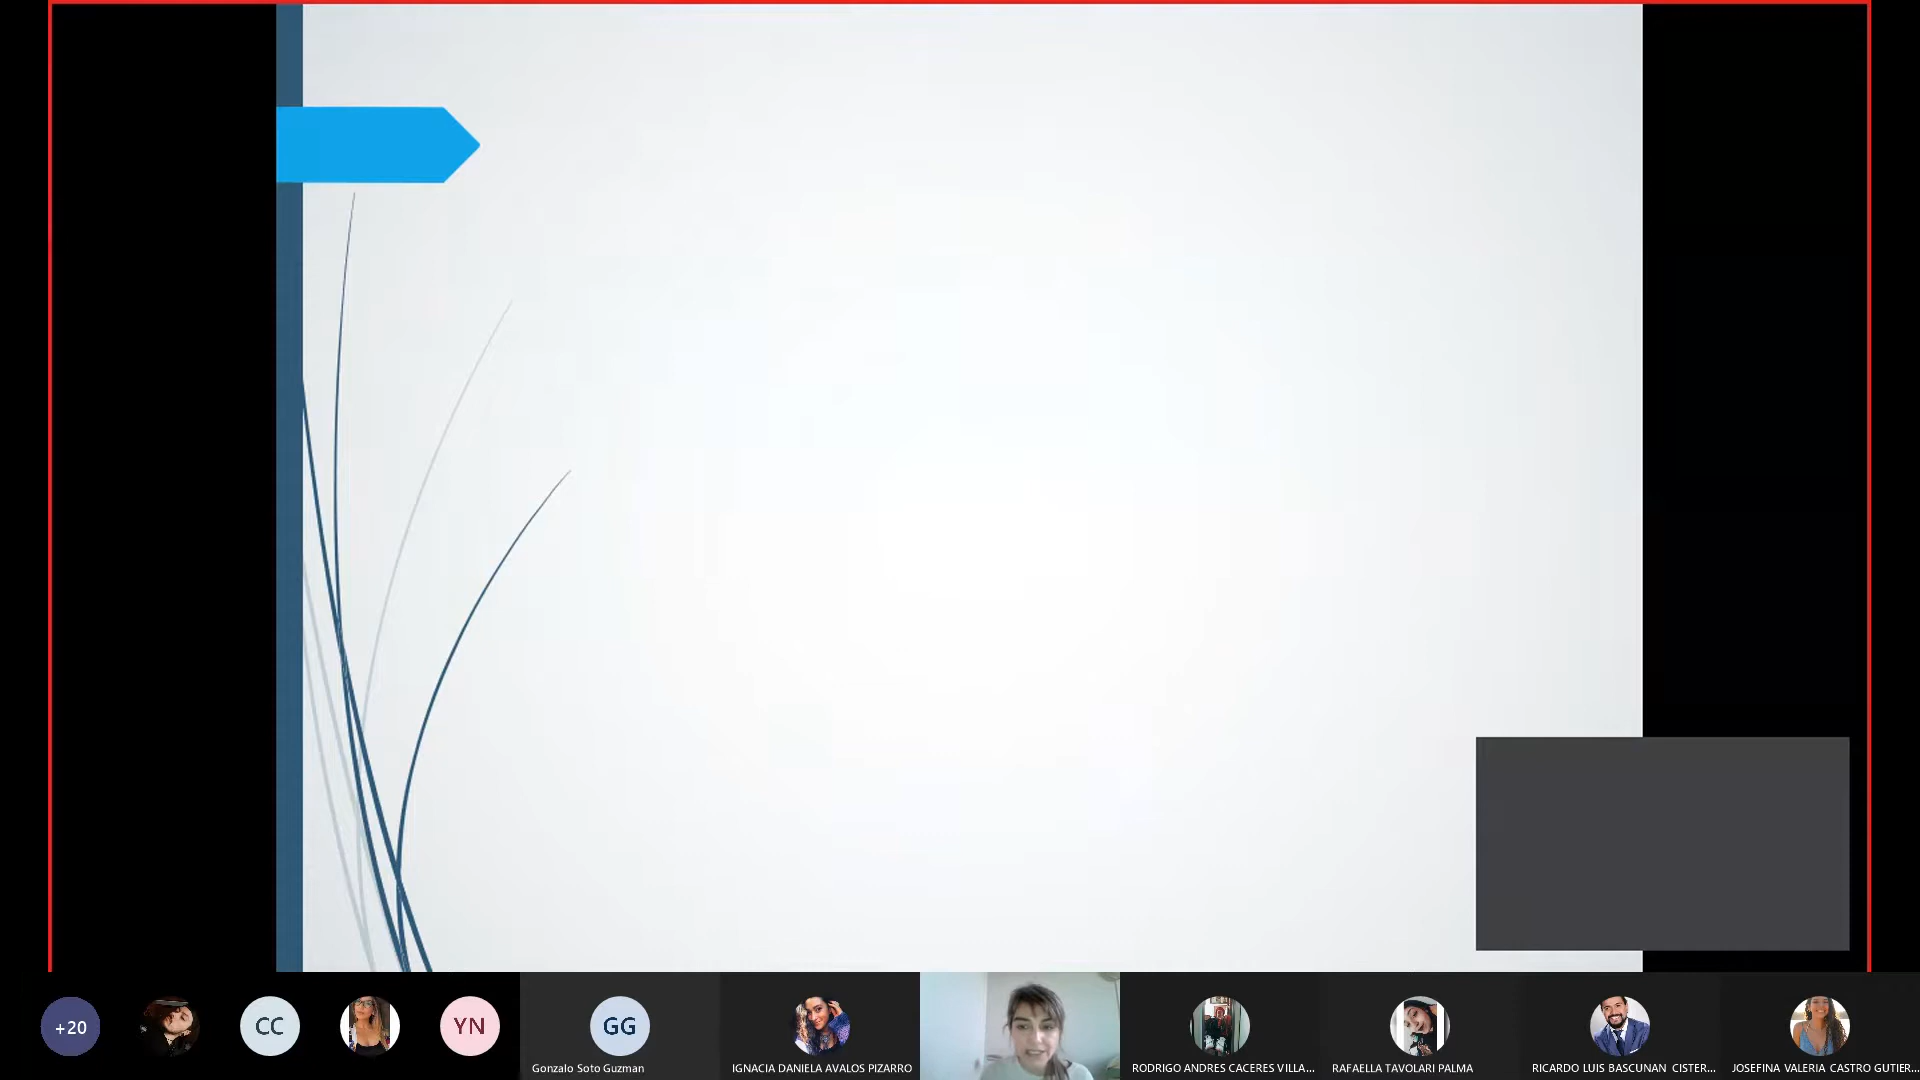 +20
CC
YN
GG
Gonzalo Soto Guzman
IGNACIA DANIELA AVALOS PIZARRO
RODRIGO ANDRES CACERES VILLA...
RAFAELLA TAVOLARI PALMA
RICARDO LUIS BASCUNAN CISTER...
JOSEFINA VALERIA CASTRO GUTIER...